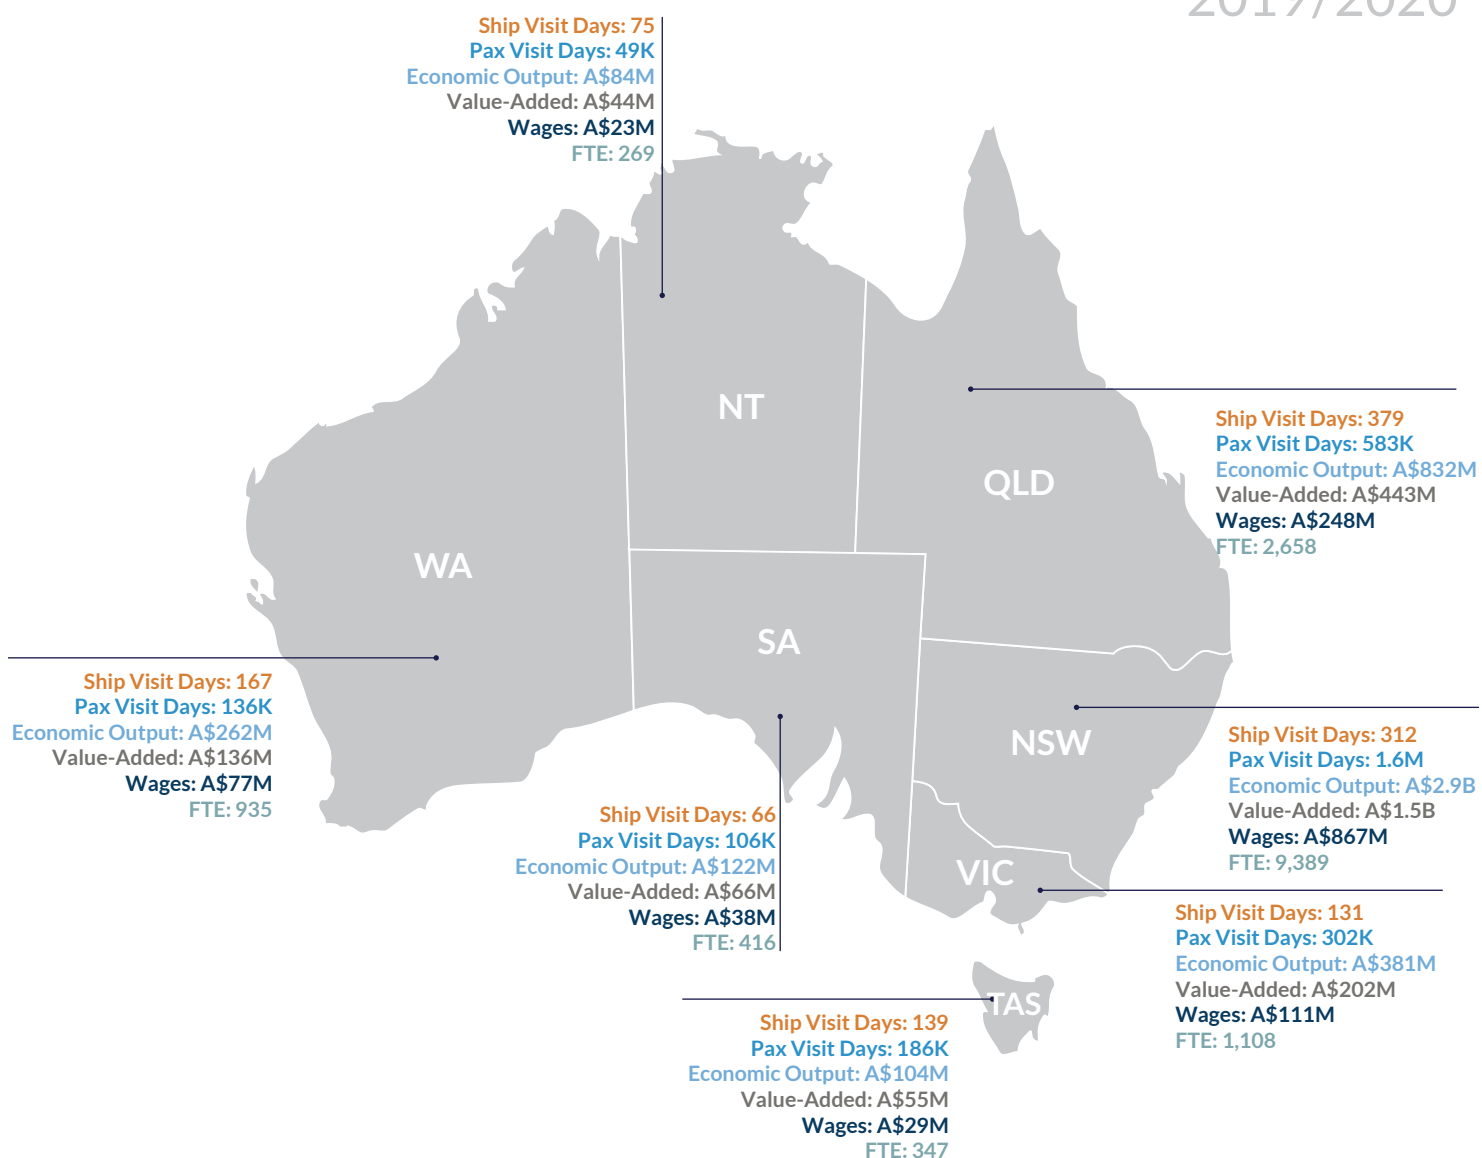 2019/2020
Ship Visit Days: 75
Pax Visit Days: 49K
Economic Output: A$84M
Value-Added: A$44M
Wages: A$23M
FTE: 269
NT
QLD
Ship Visit Days: 379
Pax Visit Days: 583K
Economic Output: A$832M
Value-Added: A$443M
Wages: A$248M
FTE: 2,658
WA
SA
Ship Visit Days: 167
Pax Visit Days: 136K
Economic Output: A$262M
Value-Added: A$136M
Wages: A$77M
FTE: 935
NSW
Ship Visit Days: 312
Pax Visit Days: 1.6M
Economic Output: A$2.9B
Value-Added: A$1.5B
Wages: A$867M
FTE: 9,389
Ship Visit Days: 66
Pax Visit Days: 106K
Economic Output: A$122M
Value-Added: A$66M
Wages: A$38M
FTE: 416
VIC
Ship Visit Days: 131
Pax Visit Days: 302K
Economic Output: A$381M
Value-Added: A$202M
Wages: A$111M
FTE: 1,108
TAS
Ship Visit Days: 139
Pax Visit Days: 186K
Economic Output: A$104M
Value-Added: A$55M
Wages: A$29M
FTE: 347